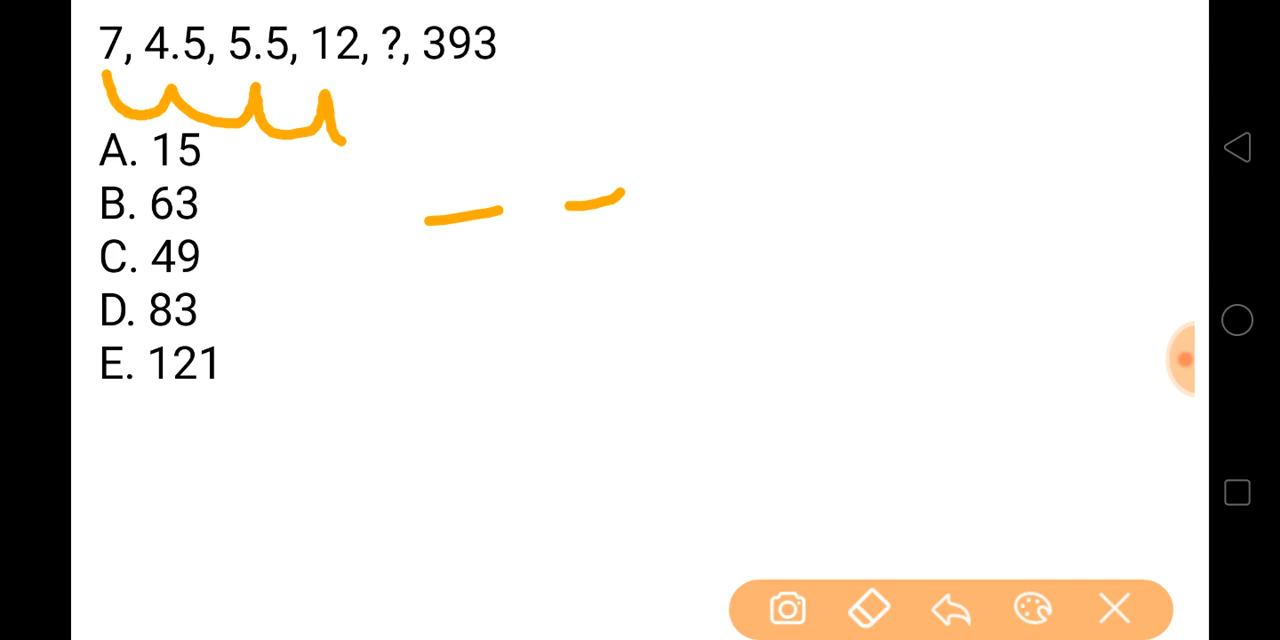 7, 4.5, 5.5, 12, ?, 393
A. 15
B. 63
C. 49
D. 83
E. 121